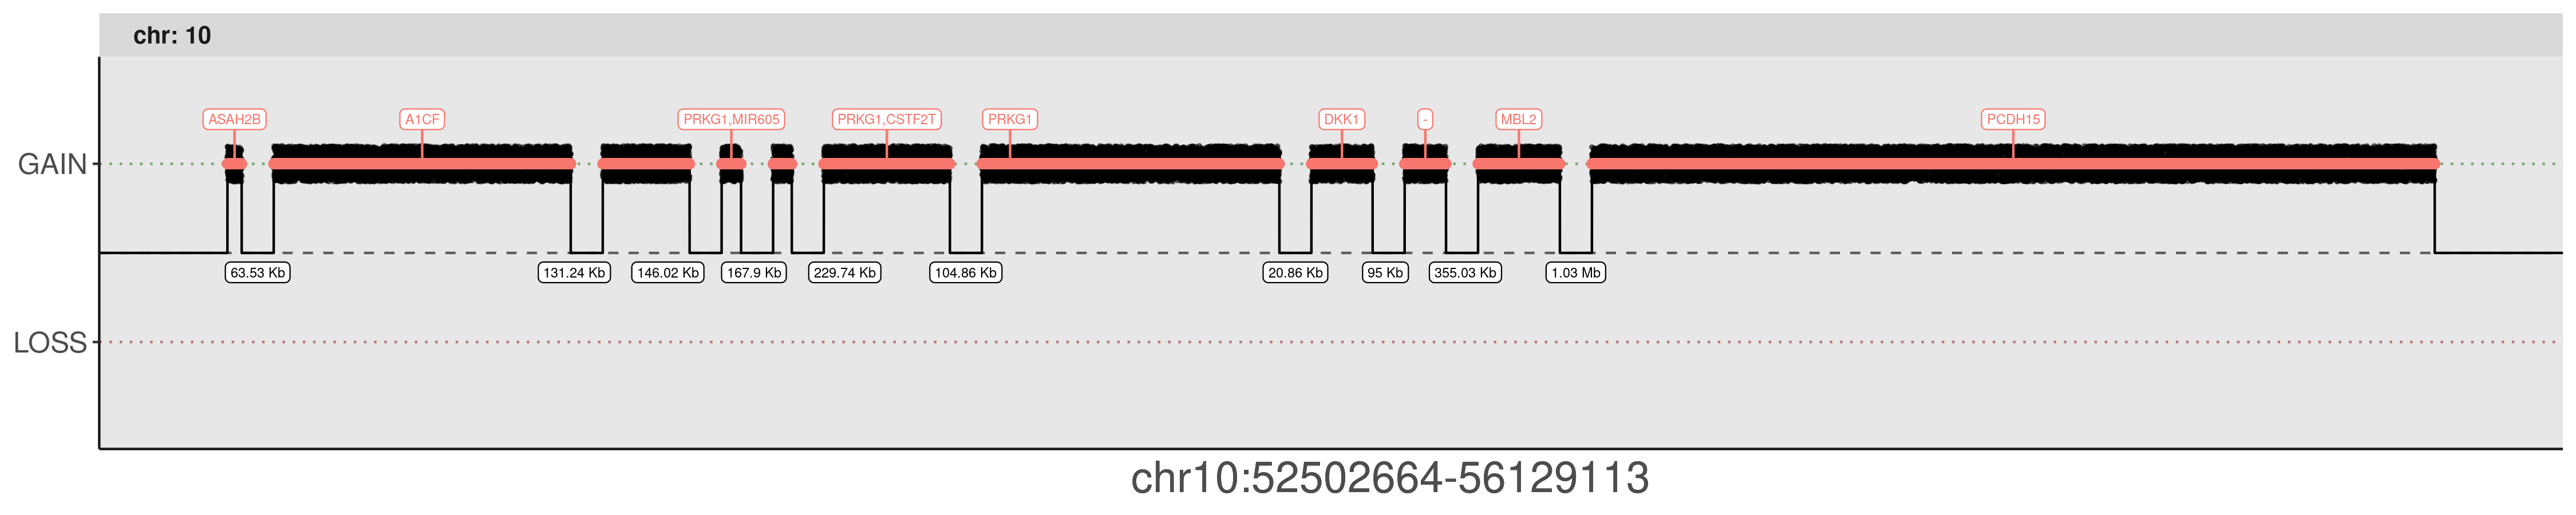 chr: 10
ASAH2B
A1CF
PRKG1,MIR605
PRKG1,CSTF2T
PRKG1
DKK1
-
MBL2
PCDH15
GAIN
63.53 Kb
131.24 Kb
146.02 Kb
167.9 Kb
229.74 Kb
104.86 Kb
20.86 Kb
95 Kb
355.03 Kb
1.03 Mb
LOSS
chr10:52502664-56129113